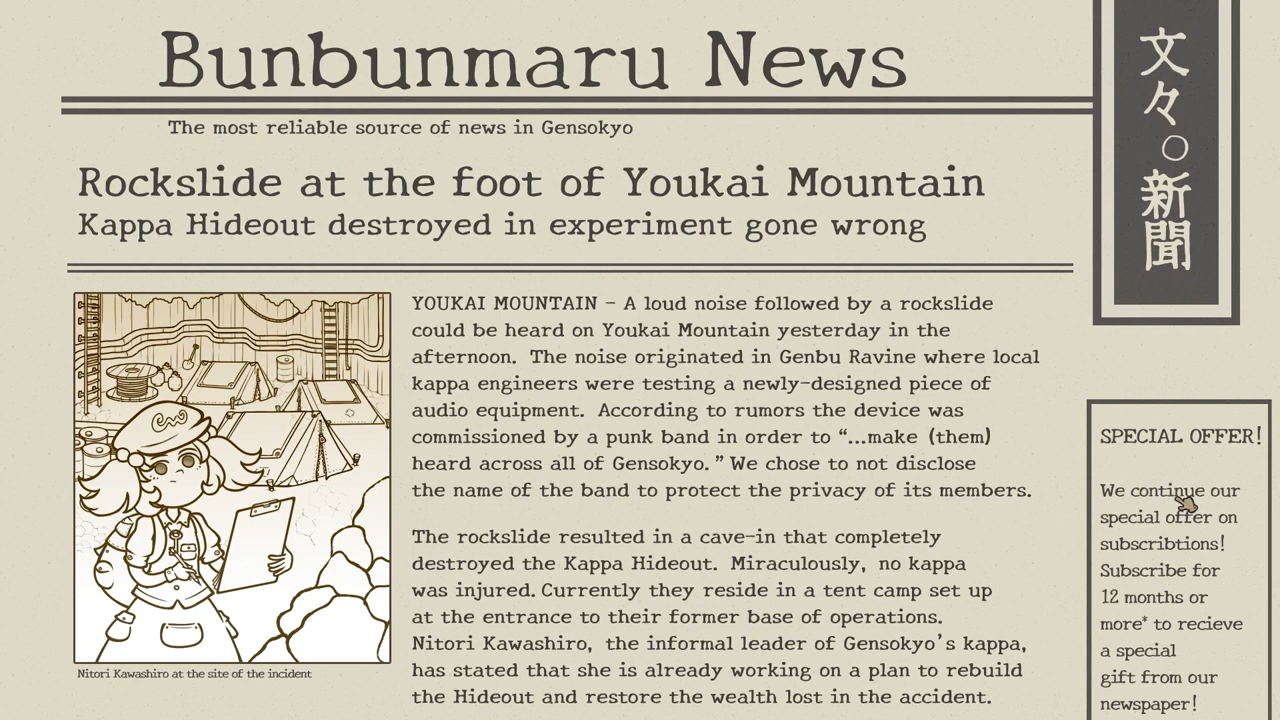 Bunbunmaru News
The most reliable source of news in Gensokyo
文々○新聞
Rockslide at the foot of Youkai Mountain
Kappa Hideout destroyed in experiment gone wrong
YOUKAI MOUNTAIN - A loud noise followed by a rockslide
could be heard on Youkai Mountain yesterday in the
afternoon. The noise originated in Genbu Ravine where local
kappa engineers were testing a newly-designed piece of
audio equipment. According to rumors the device was
commissioned by a punk band in order to “...make (them)
heard across all of Gensokyo.” We chose to not disclose
the name of the band to protect the privacy of its members.
The rockslide resulted in a cave-in that completely
destroyed the Kappa Hideout. Miraculously, no kappa
was injured. Currently they reside in a tent camp set up
at the entrance to their former base of operations.
Nitori Kawashiro, the informal leader of Gensokyo’s kappa,
has stated that she is already working on a plan to rebuild
the Hideout and restore the wealth lost in the accident.
Nitori Kawashiro at the site of the incident
SPECIAL OFFER!
We continue our
special offer on
subscribtions!
Subscribe for
12 months or
more* to recieve
a special
gift from our
newspaper!